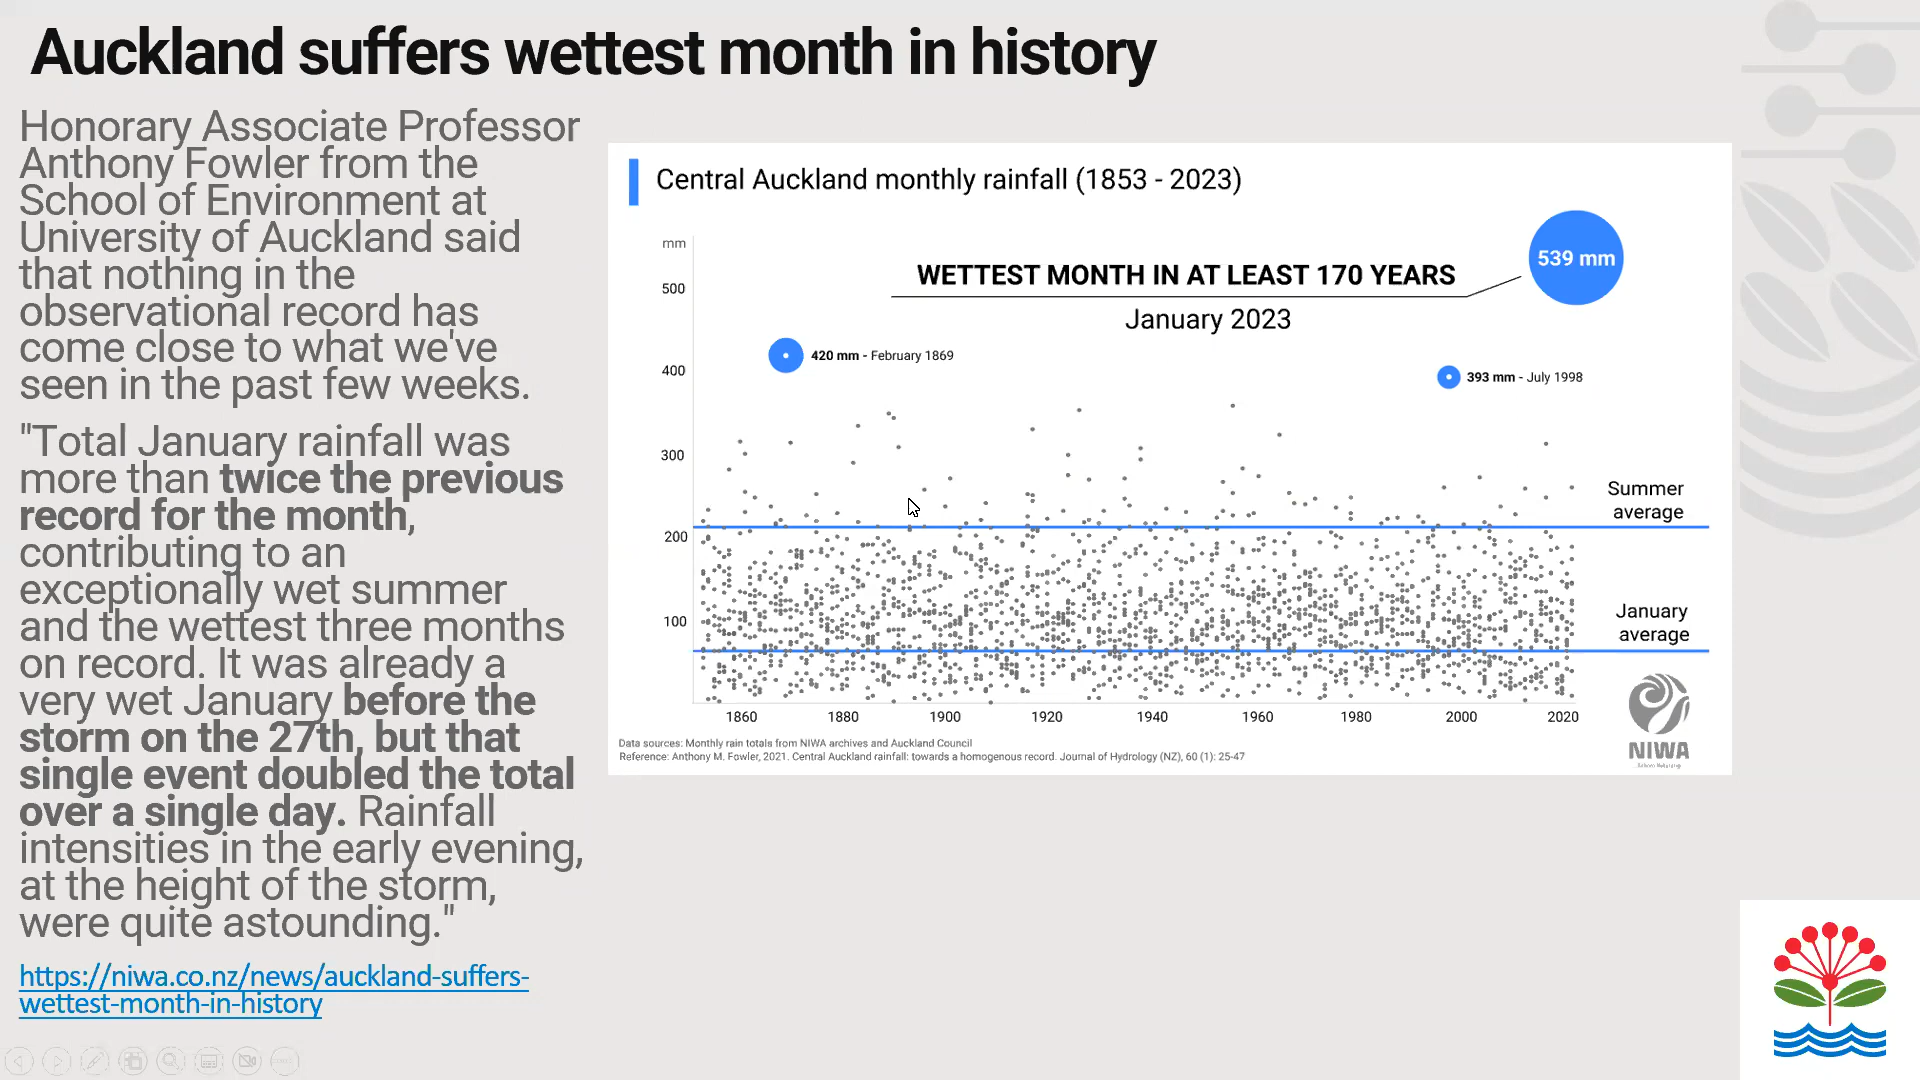 Auckland suffers wettest month in history
Honorary Associate Professor
Anthony Fowler from the
School of Environment at
University of Auckland said
that nothing in the
observational record has
come close to what we've
seen in the past few weeks.
"Total January rainfall was
more than twice the previous
record for the month,
contributing to an
exceptionally wet summer
and the wettest three months
on record. It was already a
very wet January before the
storm on the 27th, but that
single event doubled the total
over a single day. Rainfall
intensities in the early evening,
at the height of the storm,
were quite astounding."
https://niwa.co.nz/news/auckland-suffers-
wettest-month-in-history
Central Auckland monthly rainfall (1853 - 2023)
mm
539 mm
WETTEST MONTH IN AT LEAST 170 YEARS
January 2023
500
420 mm - February 1869
400
393 mm - July 1998
300
Summer
average
200
January
average
100
1860 1880 1900 1920 1940 1960 1980 2000 2020
NIWA
Data sources: Monthly rain totals from NIWA archives and Auckland Council
Reference: Anthony M. Fowler, 2021. Central Auckland rainfall: towards a homogenous record. Journal of Hydrology (NZ), 60 (1): 25-47